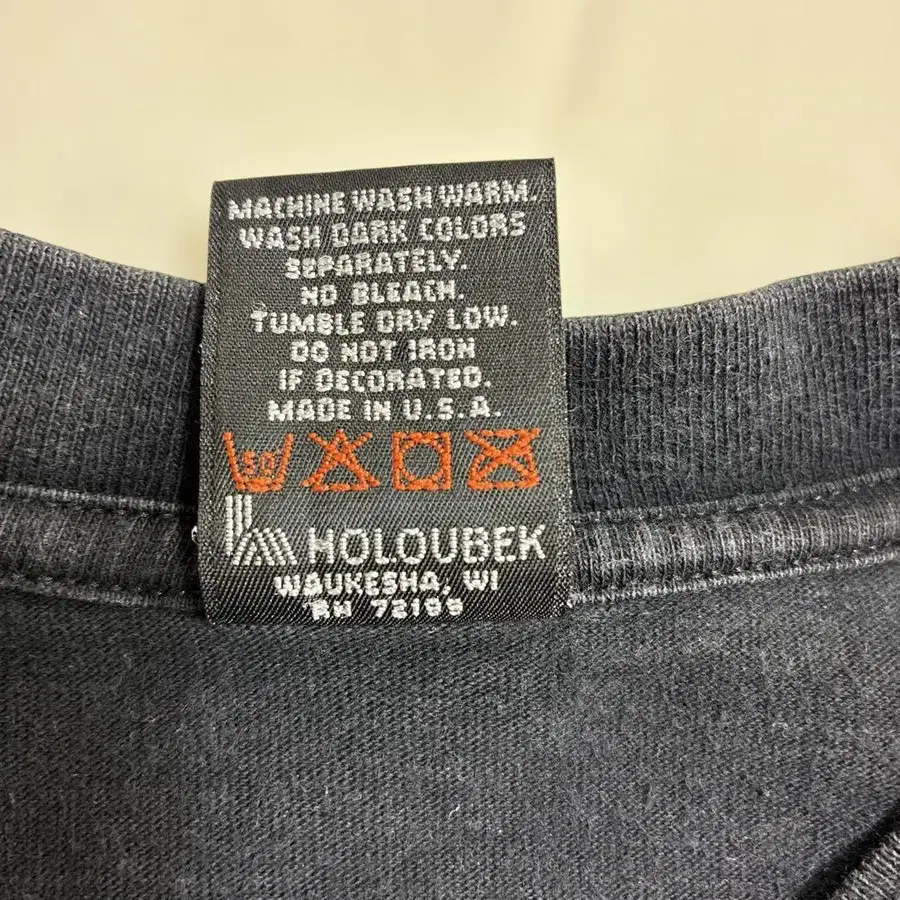 MACHINE WASH WARM.
WASH DARK COLORS
SEPARATELY.
NO BLEACH.
TUMBLE DRY LOW.
DO NOT IRON
IF DECORATED.
MADE IN U.S.A.
50
HOLOUBEK
WAUKESHA, WI
RN 72199